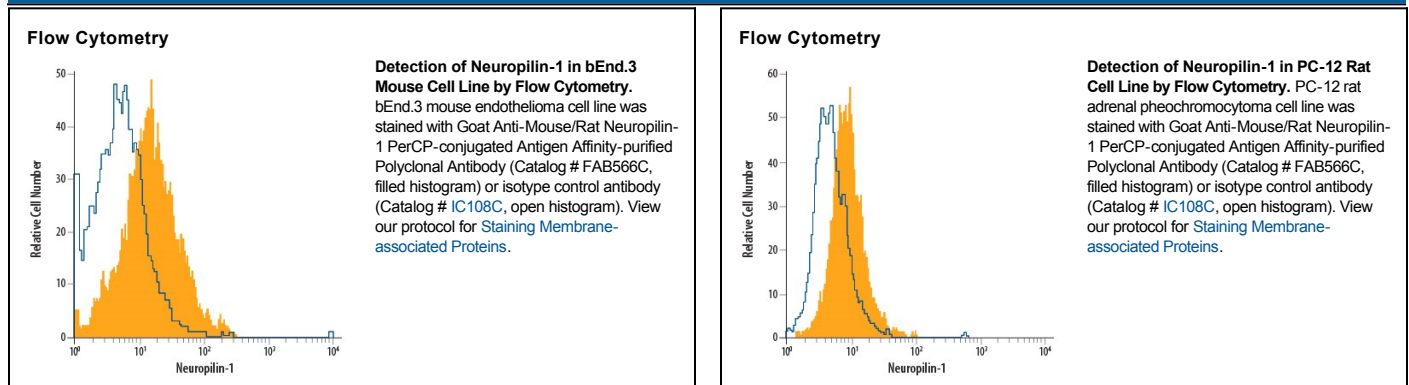 Flow Cytometry
50
40
30
20
10
0
Relative Cell Number
10⁰
10¹
10²
10³
10⁴
Neuropilin-1
Detection of Neuropilin-1 in bEnd.3
Mouse Cell Line by Flow Cytometry.
bEnd.3 mouse endothelioma cell line was
stained with Goat Anti-Mouse/Rat Neuropilin-
1 PerCP-conjugated Antigen Affinity-purified
Polyclonal Antibody (Catalog # FAB566C,
filled histogram) or isotype control antibody
(Catalog # IC108C, open histogram). View
our protocol for Staining Membrane-
associated Proteins.
Flow Cytometry
60
50
40
30
20
10
0
Relative Cell Number
10⁰
10¹
10²
10³
10⁴
Neuropilin-1
Detection of Neuropilin-1 in PC-12 Rat
Cell Line by Flow Cytometry. PC-12 rat
adrenal pheochromocytoma cell line was
stained with Goat Anti-Mouse/Rat Neuropilin-
1 PerCP-conjugated Antigen Affinity-purified
Polyclonal Antibody (Catalog # FAB566C,
filled histogram) or isotype control antibody
(Catalog # IC108C, open histogram). View
our protocol for Staining Membrane-
associated Proteins.